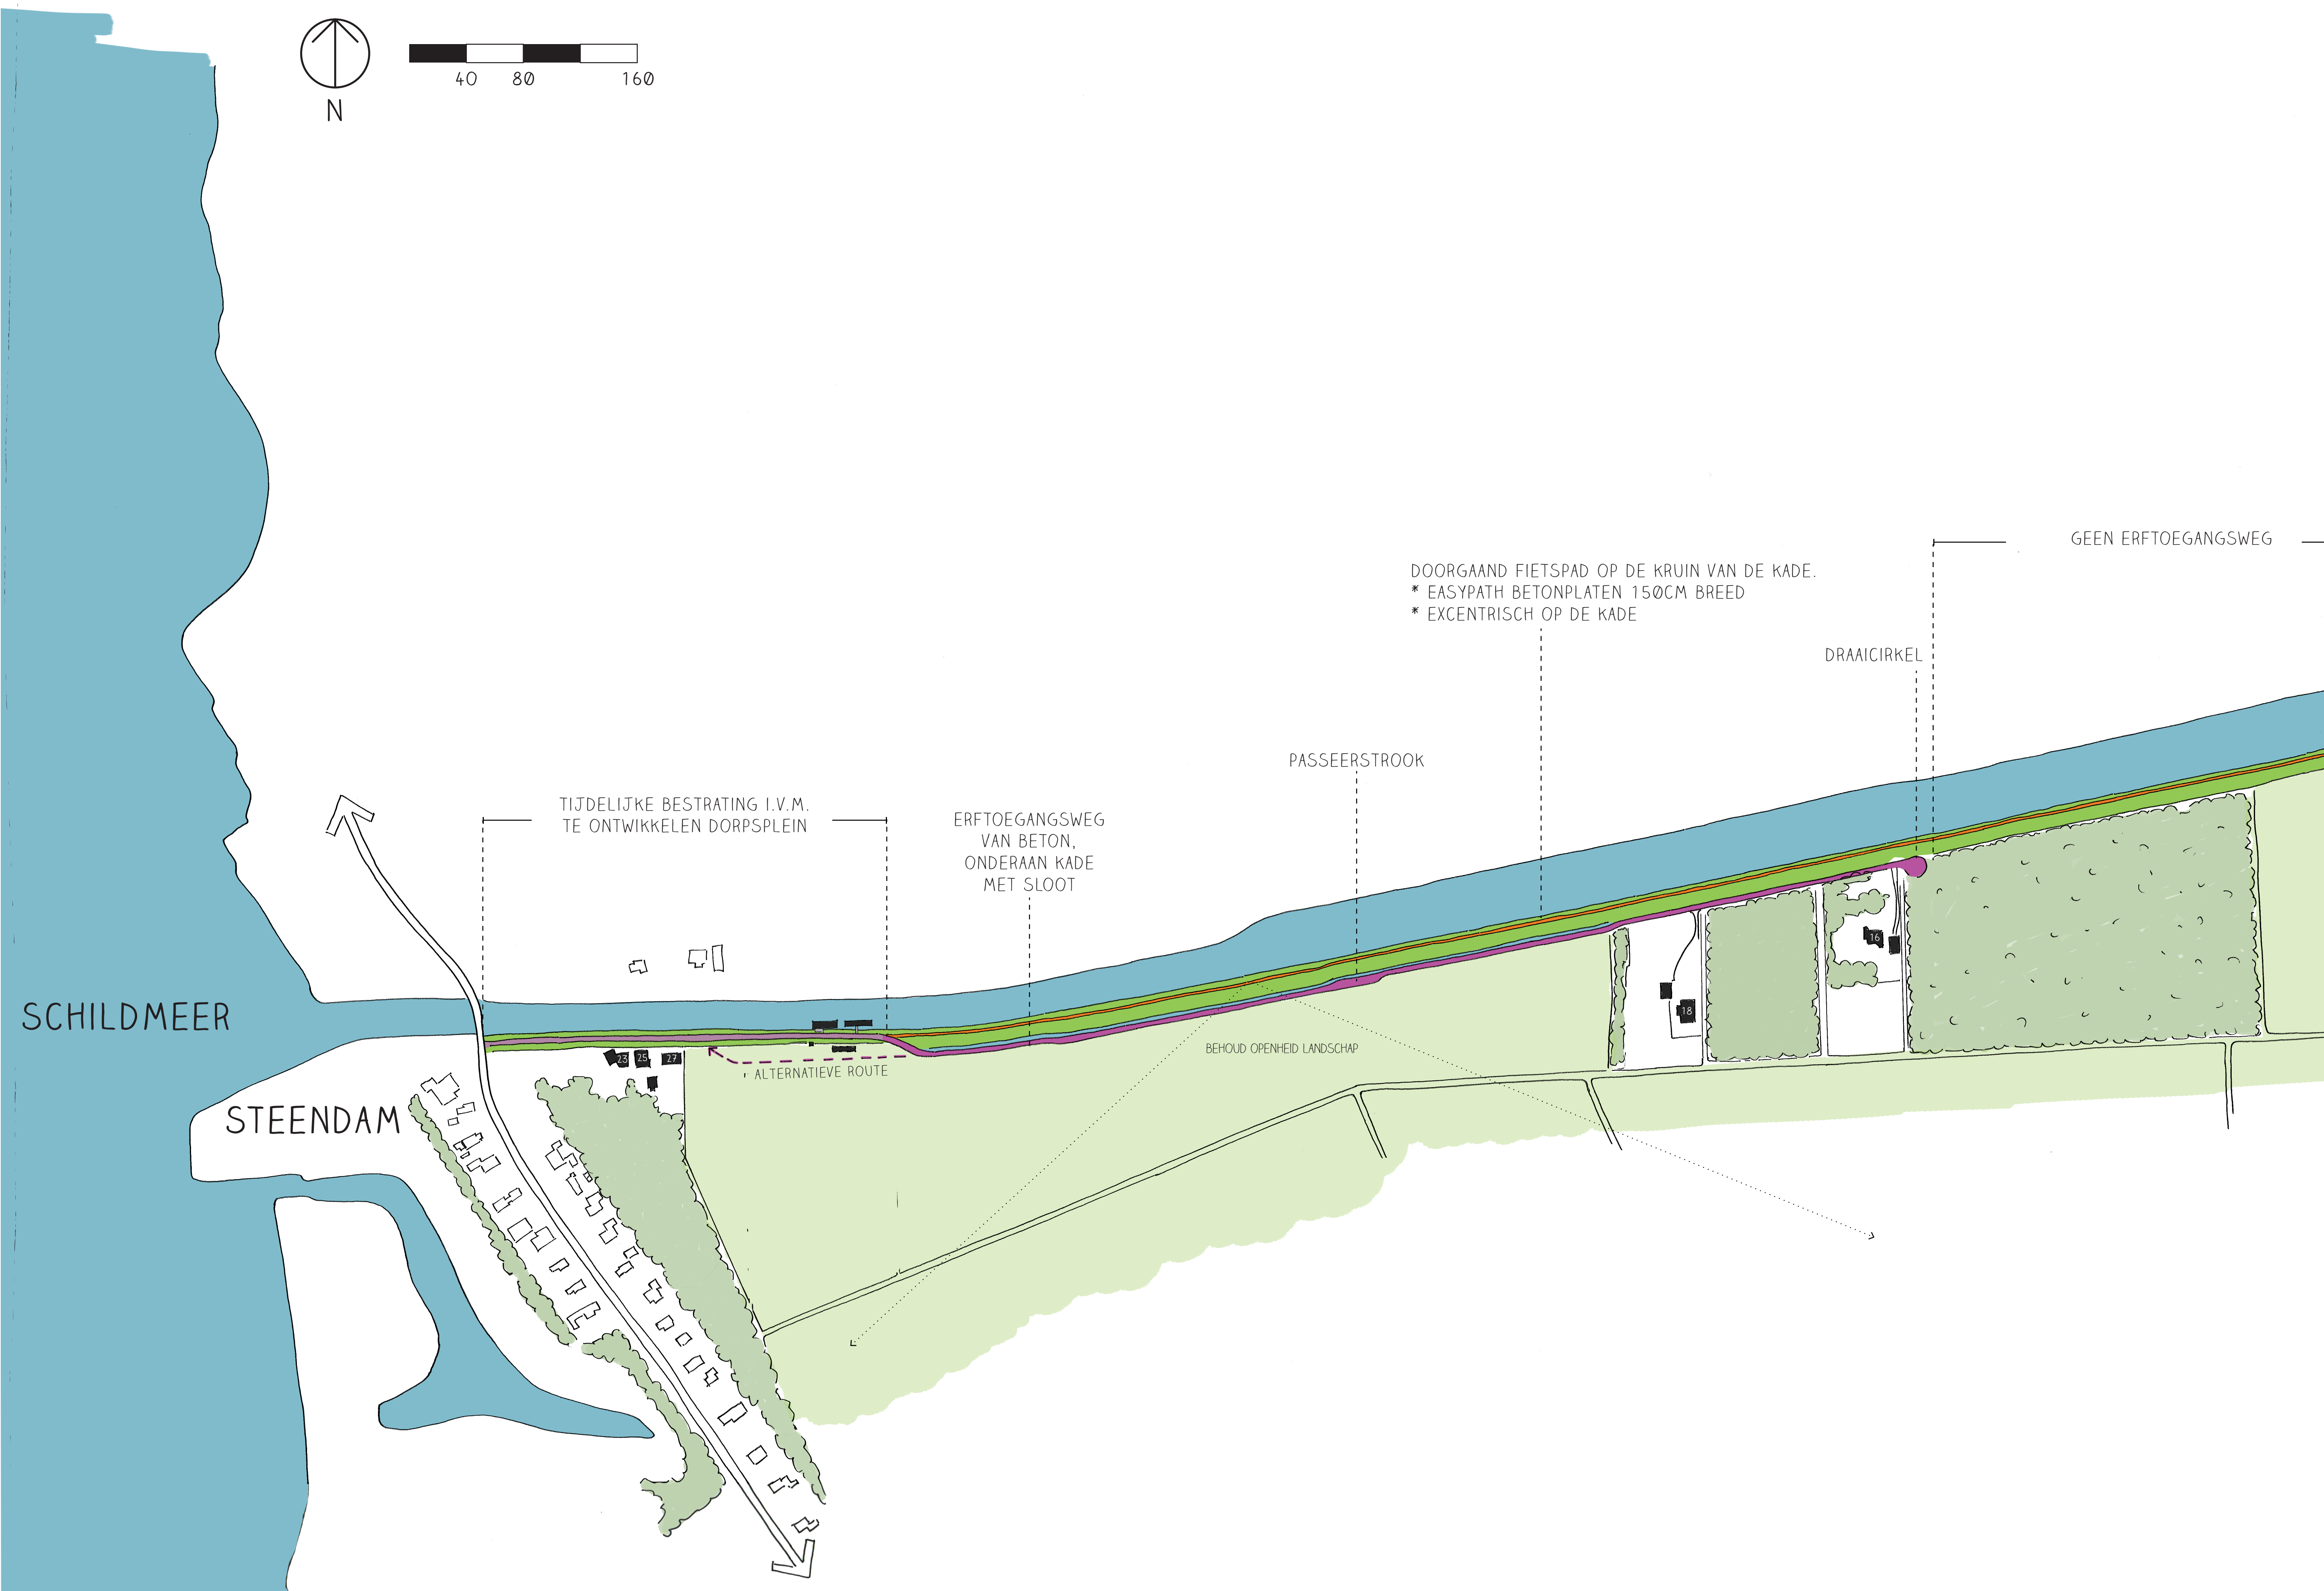 40 80 160
N
GEEN ERFTOEGANGSWEG
DOORGAAND FIETSPAD OP DE KRUIN VAN DE KADE.
* EASYPATH BETONPLATEN 150CM BREED
* EXCENTRISCH OP DE KADE
DRAAICIRKEL
PASSEERSTROOK
TIJDELIJKE BESTRATING I.V.M.
TE ONTWIKKELEN DORPSPLEIN
ERFTOEGANGSWEG
VAN BETON,
ONDERAAN KADE
MET SLOOT
16
18
SCHILDMEER
BEHOUD OPENHEID LANDSCHAP
23 25 27
ALTERNATIEVE ROUTE
STEENDAM